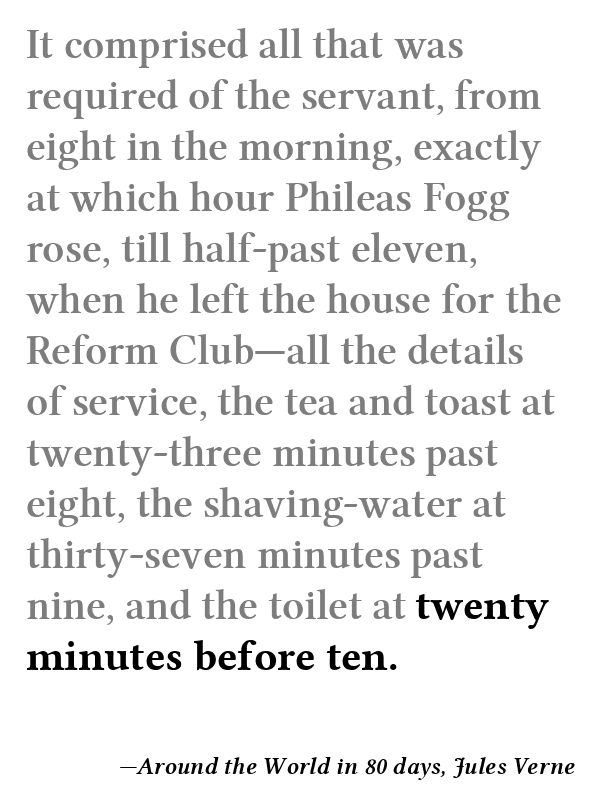 It comprised all that was
required of the servant, from
eight in the morning, exactly
at which hour Phileas Fogg
rose, till half-past eleven,
when he left the house for the
Reform Club—all the details
of service, the tea and toast at
twenty-three minutes past
eight, the shaving-water at
thirty-seven minutes past
nine, and the toilet at twenty
minutes before ten.
—Around the World in 80 days, Jules Verne